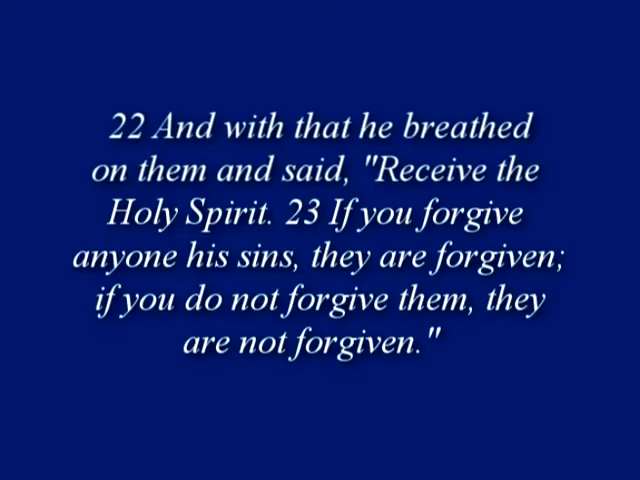 22 And with that he breathed
on them and said, "Receive the
Holy Spirit. 23 If you forgive
anyone his sins, they are forgiven;
if you do not forgive them, they
are not forgiven."